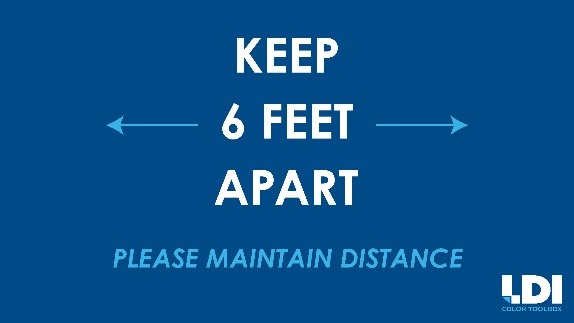 KEEP
6 FEET
APART
PLEASE MAINTAIN DISTANCE
LDI
COLOR TOOLBOX